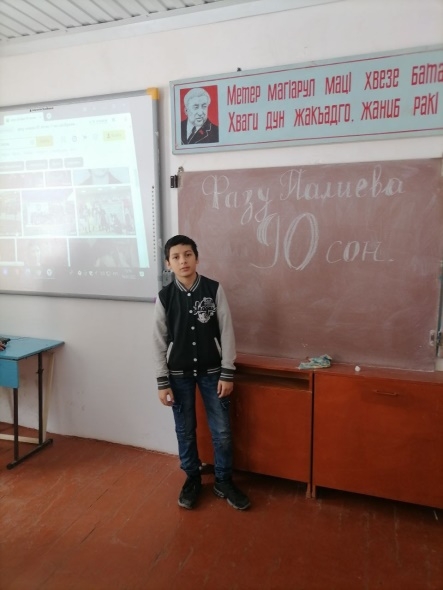 Метер магIарул мацI хвезе бата
Хваги дун жакъадго, жаниб ракI
Фазу Г΄алиева
90 сон.